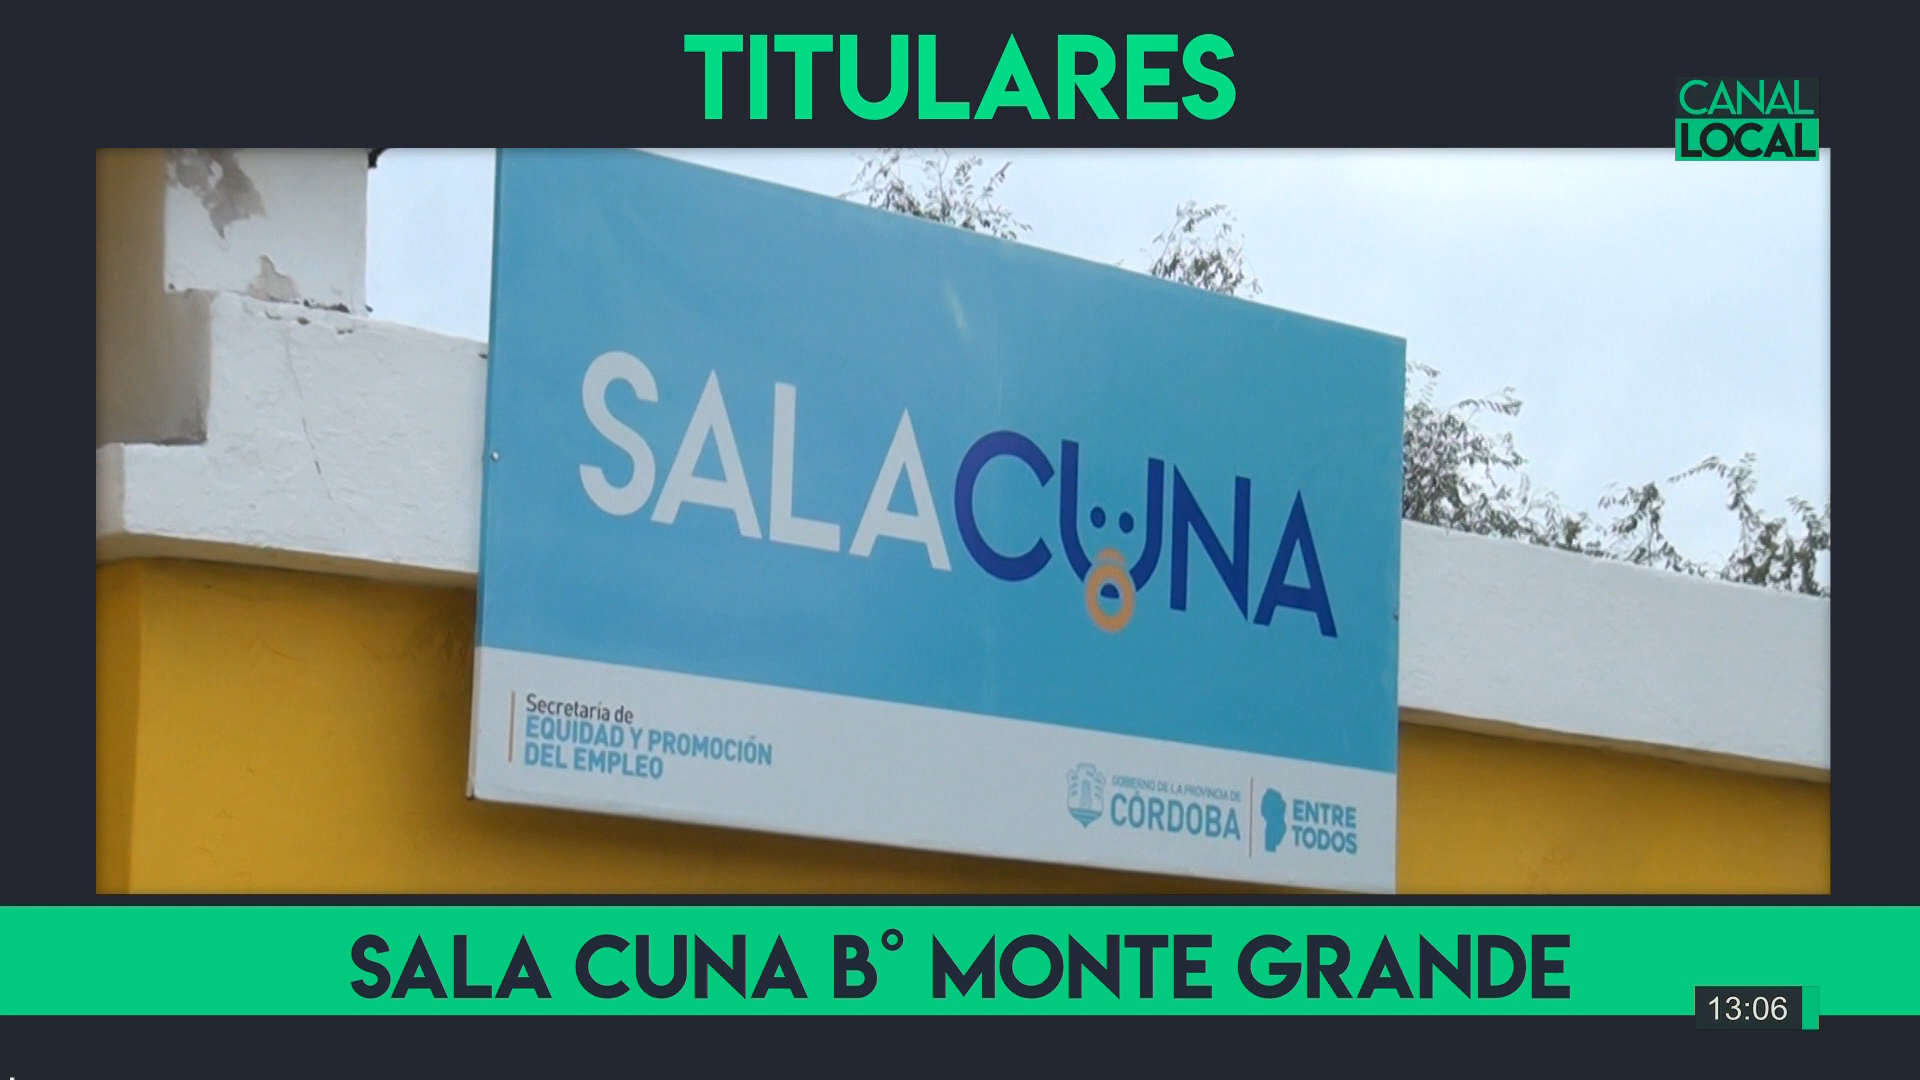 TITULARES
CANAL
LOCAL
SALACUNA
Secretaría de
EQUIDAD Y PROMOCIÓN
DEL EMPLEO
GOBIERNO DE LA PROVINCIA DE
CÓRDOBA
ENTRE
TODOS
SALA CUNA B° MONTE GRANDE
13:06